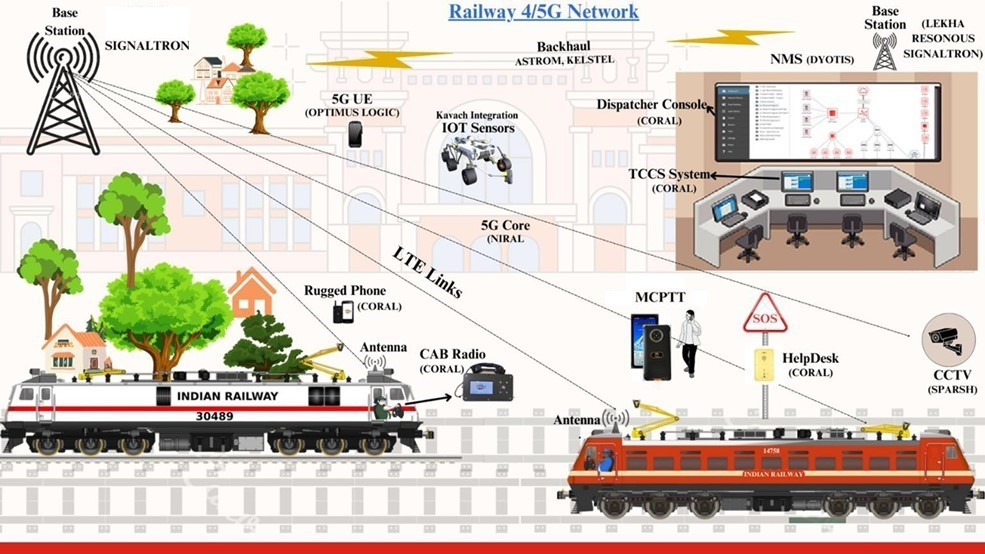 Railway 4/5G Network
Base
Station
SIGNALTRON
Backhaul
ASTROM, KELSTEL
NMS (DYOTIS)
Base
Station
(LEKHA
RESONOUS
SIGNALTRON)
5G UE
(OPTIMUS LOGIC)
Kavach Integration
IOT Sensors
Dispatcher Console
(CORAL)
TCCS System
(CORAL)
5G Core
(NIRAL
LTE Links
Rugged Phone
(CORAL)
MCPTT
SOS
HelpDesk
(CORAL)
CCTV
(SPARSH)
Antenna
CAB Radio
(CORAL)
INDIAN RAILWAY
30489
Antenna
14758
INDIAN RAILWAY